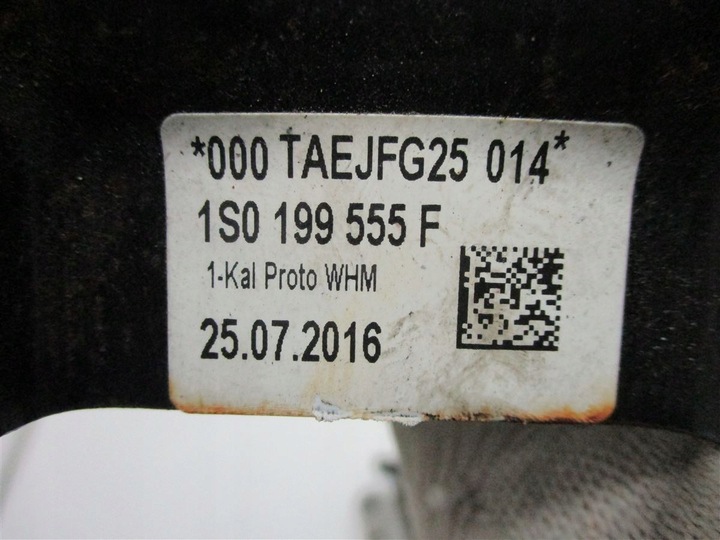 *000 TAEJFG25 014*
1S0 199 555 F
1-Kal Proto WHM
25.07.2016